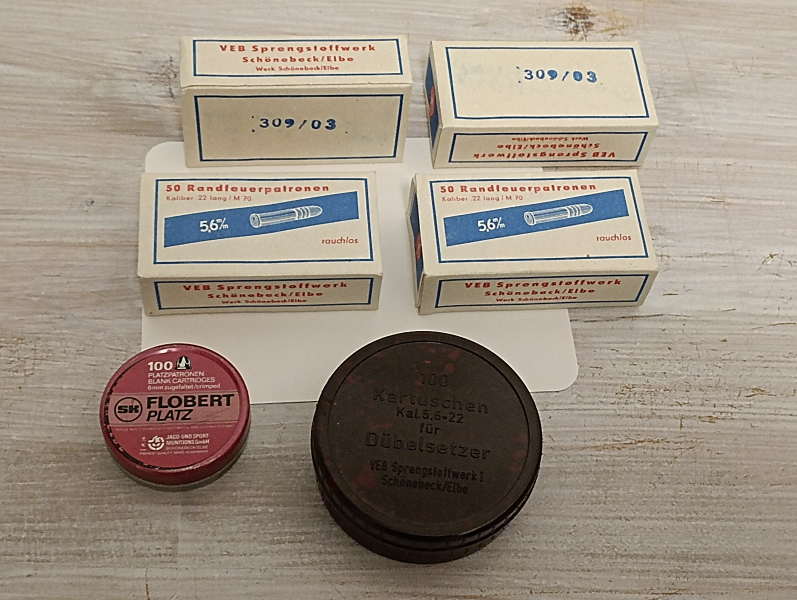 VEB Sprengstoffwerk
Schönebeck/Elbe
Werk Schönebeck/Elbe
309/03
309/03
Werk Schönebeck/Elbe
Schönebeck/Elbe
VEB Sprengstoffwerk
50 Randfeuerpatronen
Kaliber .22 lang / M 70
5,6 m/m
rauchlos
VEB Sprengstoffwerk
Schönebeck/Elbe
Werk Schönebeck/Elbe
50 Randfeuerpatronen
Kaliber .22 lang / M 70
5,6 m/m
rauchlos
VEB Sprengstoffwerk
Schönebeck/Elbe
Werk Schönebeck/Elbe
100
PLATZPATRONEN
BLANK CARTRIDGES
6mm zugefaltet/crimped
SK FLOBERT
PLATZ
JAGD-UND SPORT
MUNITIONS GmbH
SCHÖNEBECK/ELBE
100
Kartuschen
Kal.5,6-22
für
Dübelsetzer
VEB Sprengstoffwerk I
Schönebeck/Elbe